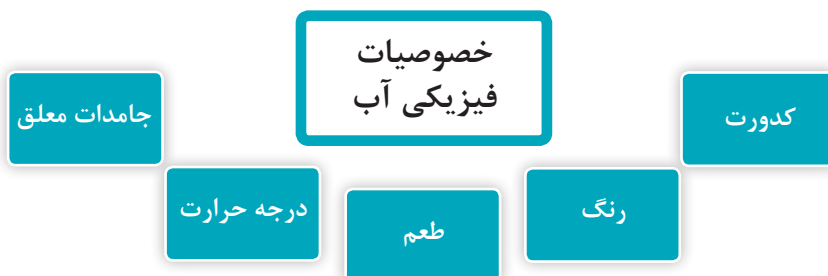 خصوصیات
فیزیکی آب
کدورت
رنگ
طعم
درجه حرارت
جامدات معلق